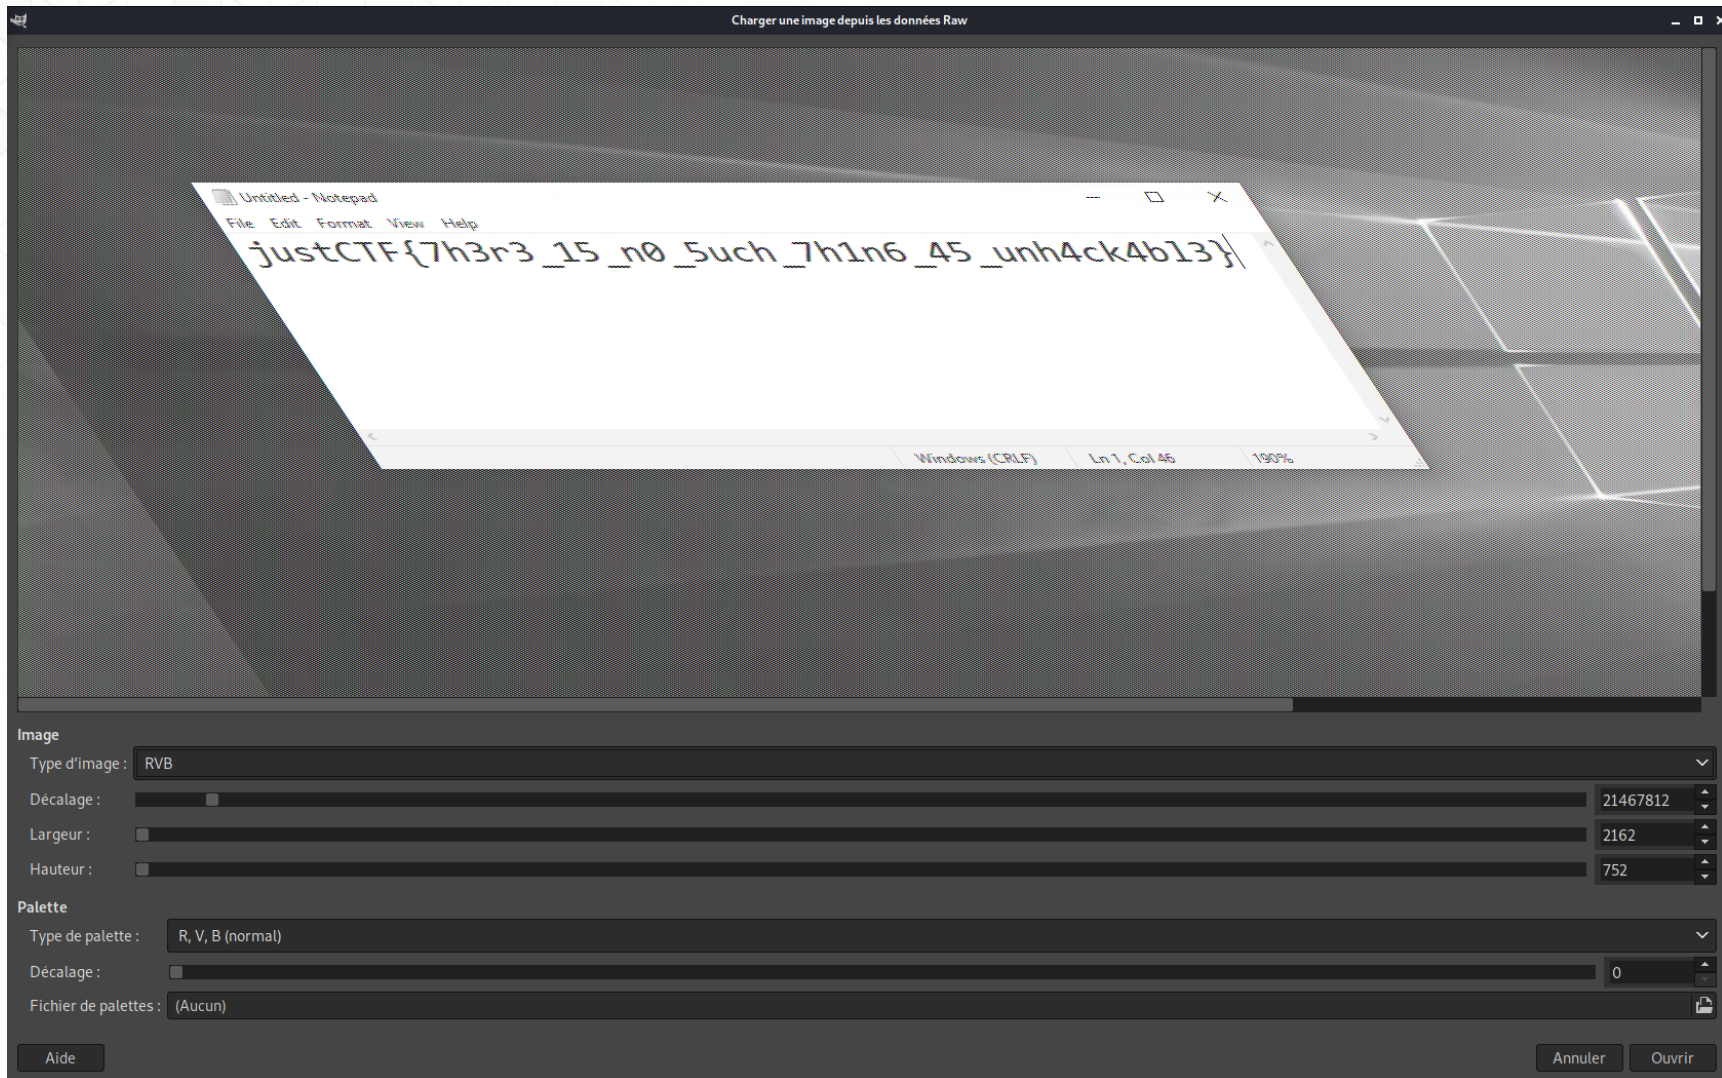 Charger une image depuis les données Raw
Untitled - Notepad
File Edit Format View Help
justCTF{7h3r3_15_n0_5uch_7h1n6_45_unh4ck4bl3}
Windows (CRLF) Ln 1, Col 46 190%
Image
Type d'image : RVB
Décalage : 21467812
Largeur : 2162
Hauteur : 752
Palette
Type de palette : R, V, B (normal)
Décalage : 0
Fichier de palettes : (Aucun)
Aide Annuler Ouvrir